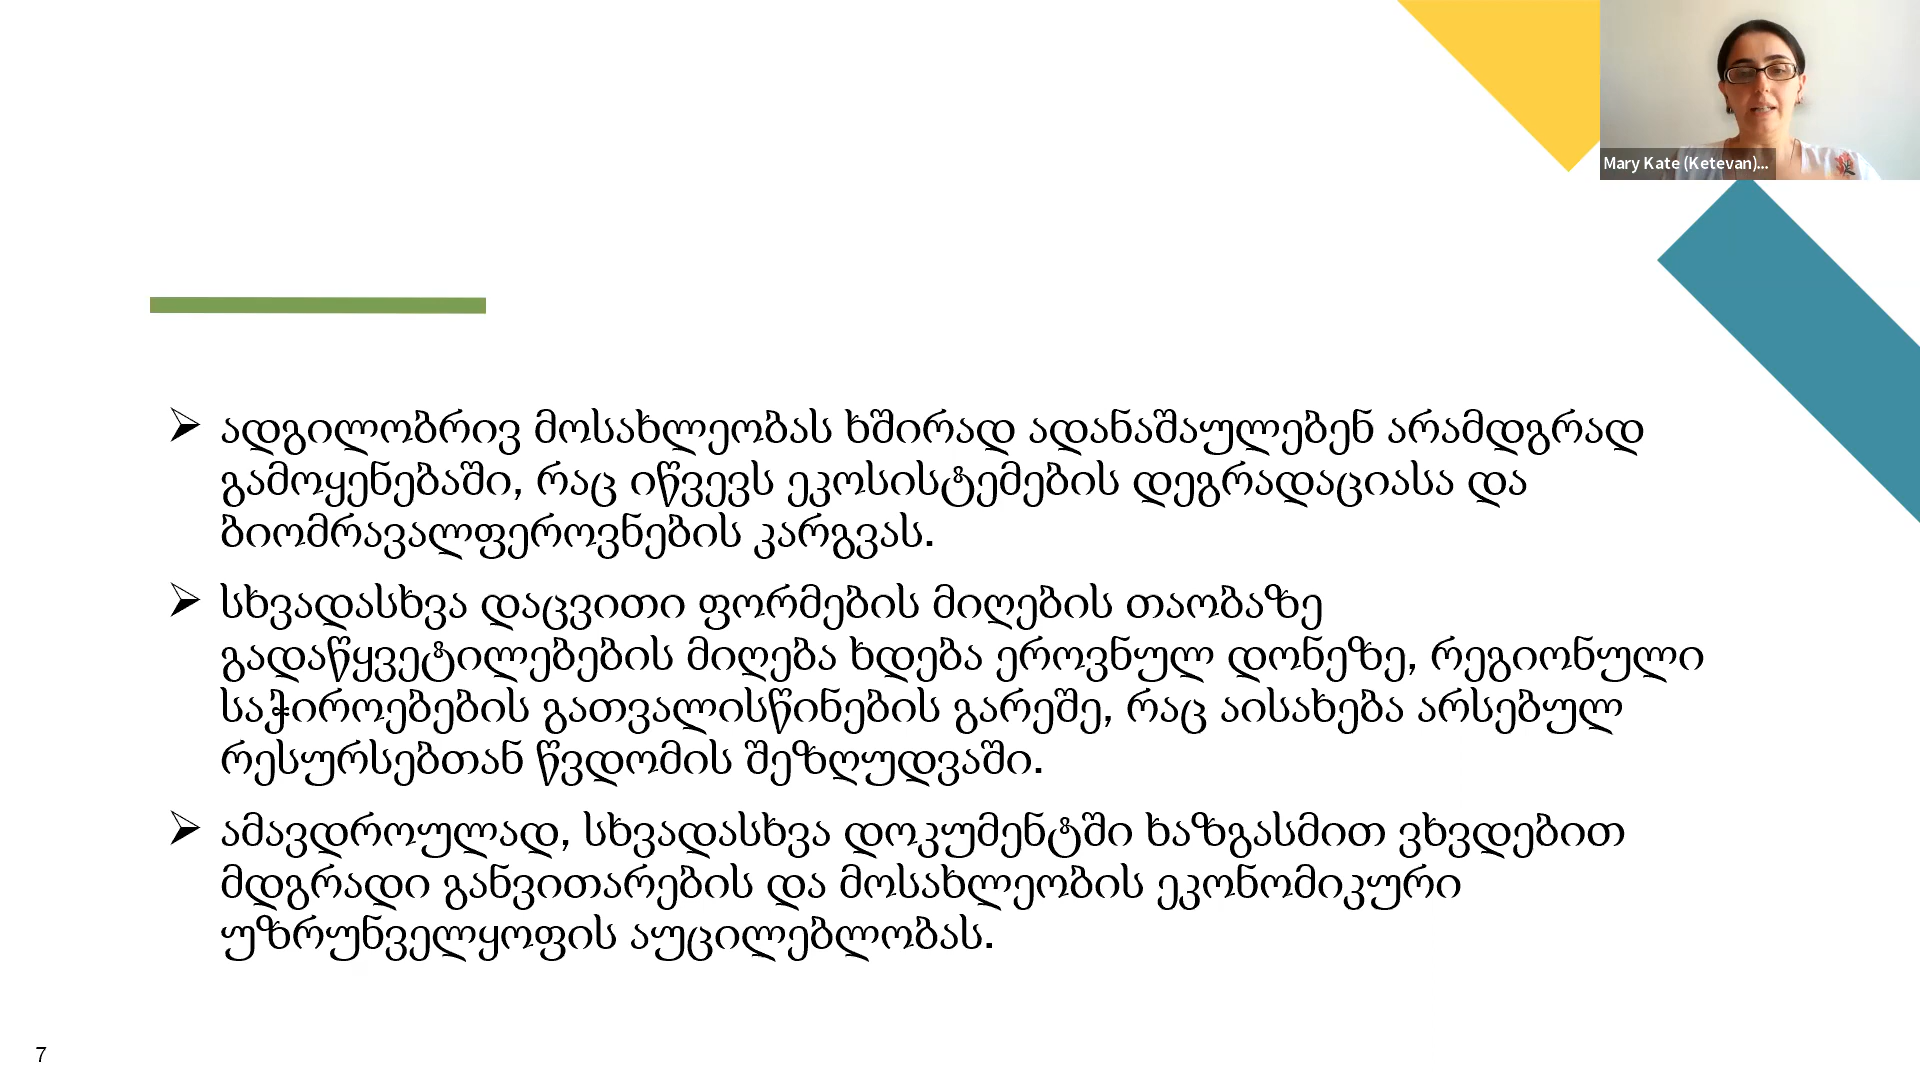 Mary Kate (Ketevan)...
➢ ადგილობრივ მოსახლეობას ხშირად ადანაშაულებენ არამდგრად
გამოყენებაში, რაც იწვევს ეკოსისტემების დეგრადაციასა და
ბიომრავალფეროვნების კარგვას.
➢ სხვადასხვა დაცვითი ფორმების მიღების თაობაზე
გადაწყვეტილებების მიღება ხდება ეროვნულ დონეზე, რეგიონული
საჭიროებების გათვალისწინების გარეშე, რაც აისახება არსებულ
რესურსებთან წვდომის შეზღუდვაში.
➢ ამავდროულად, სხვადასხვა დოკუმენტში ხაზგასმით ვხვდებით
მდგრადი განვითარების და მოსახლეობის ეკონომიკური
უზრუნველყოფის აუცილებლობას.
7